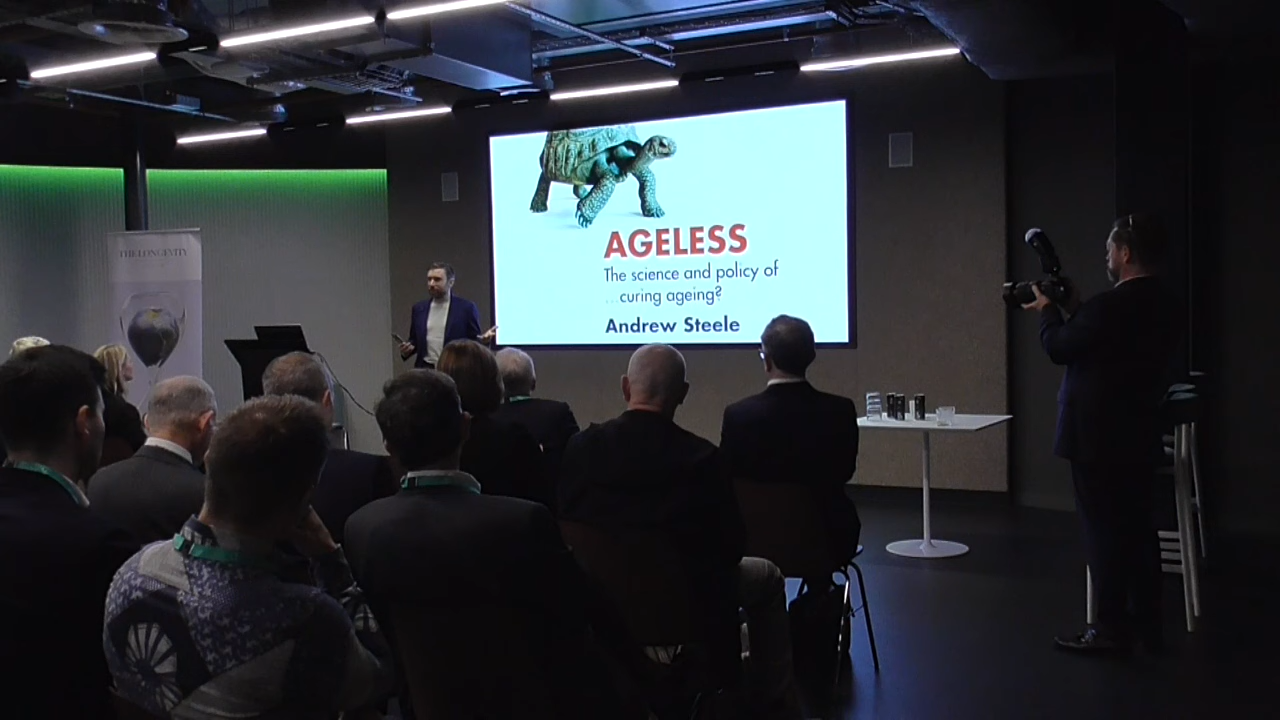 THE LONGEVITY
AGELESS
The science and policy of
...curing ageing?
Andrew Steele